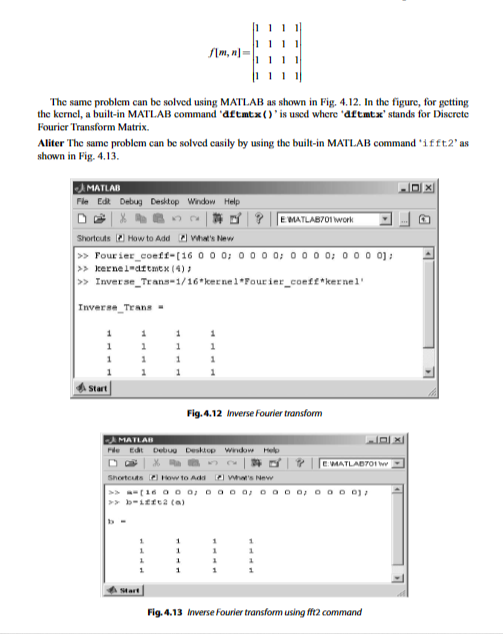 1 1 1 1
1 1 1 1
f[m, n]=
1 1 1 1
1 1 1 1
The same problem can be solved using MATLAB as shown in Fig. 4.12. In the figure, for getting
the kernel, a built-in MATLAB command 'dftmtx()' is used where 'dftmtx' stands for Discrete
Fourier Transform Matrix.
Aliter The same problem can be solved easily by using the built-in MATLAB command 'ifft2' as
shown in Fig. 4.13.
MATLAB
File Edit Debug Desktop Window Help
E:\MATLAB701\work
Shortcuts How to Add What's New
>> Fourier_coeff=[16 0 0 0; 0 0 0 0; 0 0 0 0; 0 0 0 0];
>> kernel=dftmtx(4);
>> Inverse_Trans=1/16*kernel*Fourier_coeff*kernel'
Inverse_Trans =
1 1 1 1
1 1 1 1
1 1 1 1
1 1 1 1
Start
Fig. 4.12 Inverse Fourier transform
MATLAB
File Edit Debug Desktop Window Help
E:\MATLAB701\w
Shortcuts How to Add What's New
>> a=[16 0 0 0; 0 0 0 0; 0 0 0 0; 0 0 0 0];
>> b=ifft2(a)
b =
1 1 1 1
1 1 1 1
1 1 1 1
1 1 1 1
Start
Fig. 4.13 Inverse Fourier transform using fft2 command